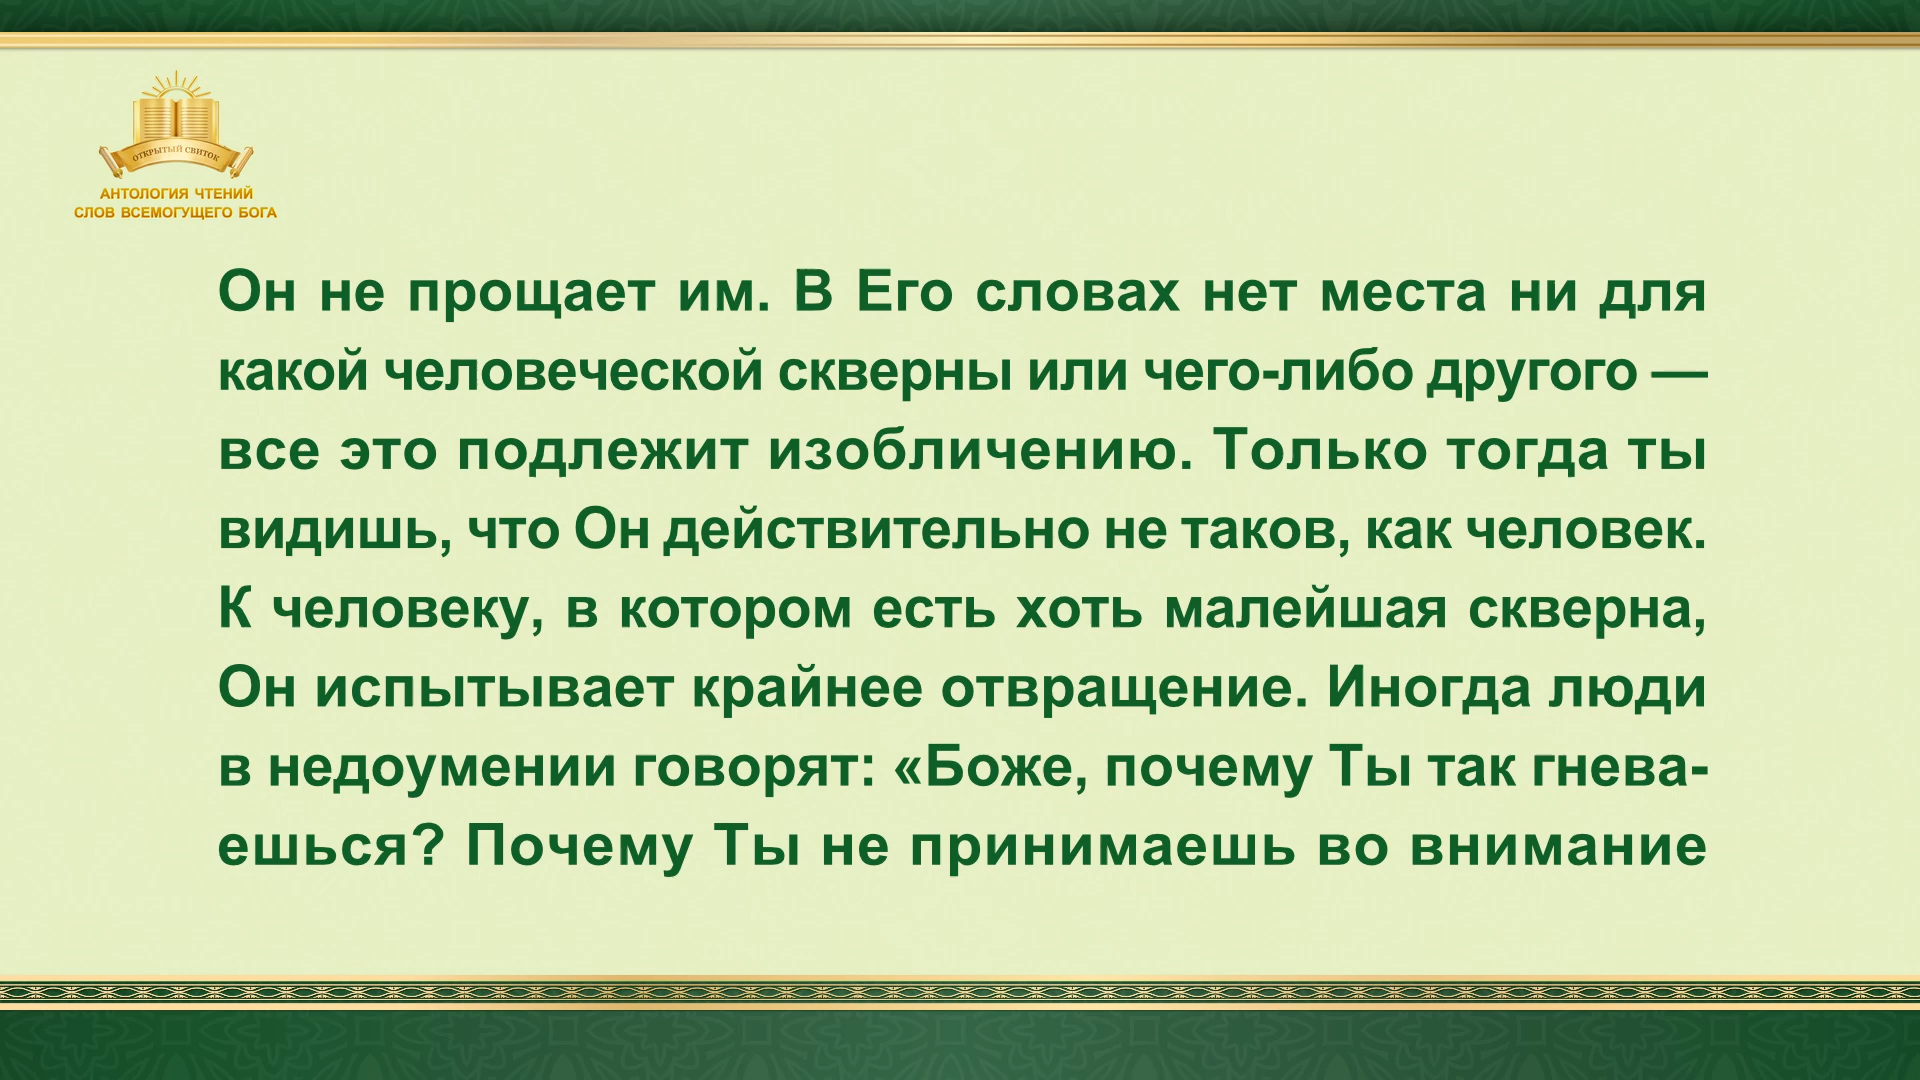 ОТКРЫТЫЙ СВИТОК
АНТОЛОГИЯ ЧТЕНИЙ
СЛОВ ВСЕМОГУЩЕГО БОГА
Он не прощает им. В Его словах нет места ни для
какой человеческой скверны или чего-либо другого —
все это подлежит изобличению. Только тогда ты
видишь, что Он действительно не таков, как человек.
К человеку, в котором есть хоть малейшая скверна,
Он испытывает крайнее отвращение. Иногда люди
в недоумении говорят: «Боже, почему Ты так гнева-
ешься? Почему Ты не принимаешь во внимание